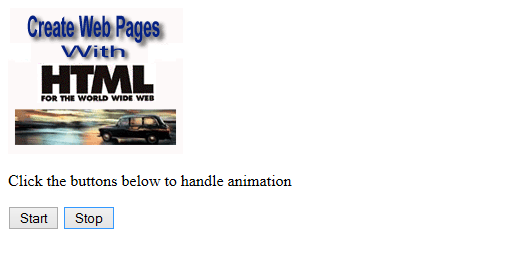 Create Web Pages
With
HTML
FOR THE WORLD WIDE WEB
Click the buttons below to handle animation
Start Stop